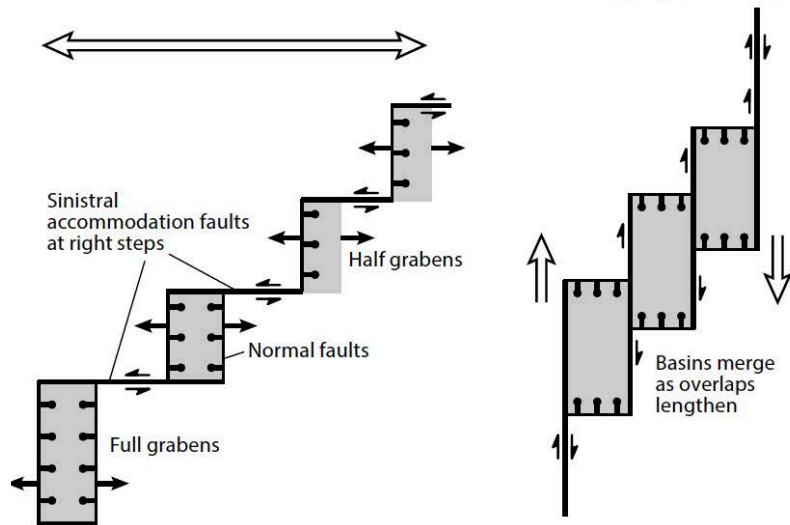 Sinistral
accommodation faults
at right steps
Half grabens
Normal faults
Full grabens
Basins merge
as overlaps
lengthen